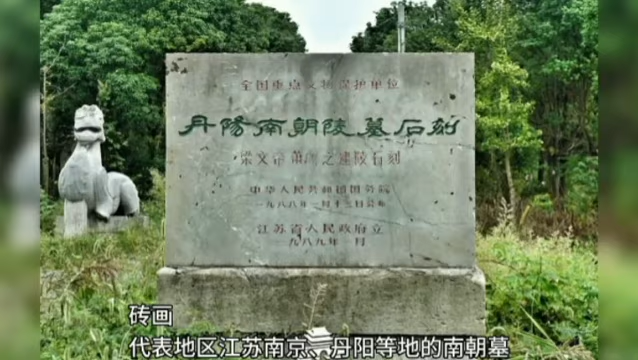 全国重点文物保护单位
丹阳南朝陵墓石刻
梁文帝萧顺之建陵石刻
中华人民共和国国务院
一九八八年一月十三日公布
江苏省人民政府立
一九八九年一月
砖画
代表地区江苏南京、丹阳等地的南朝墓